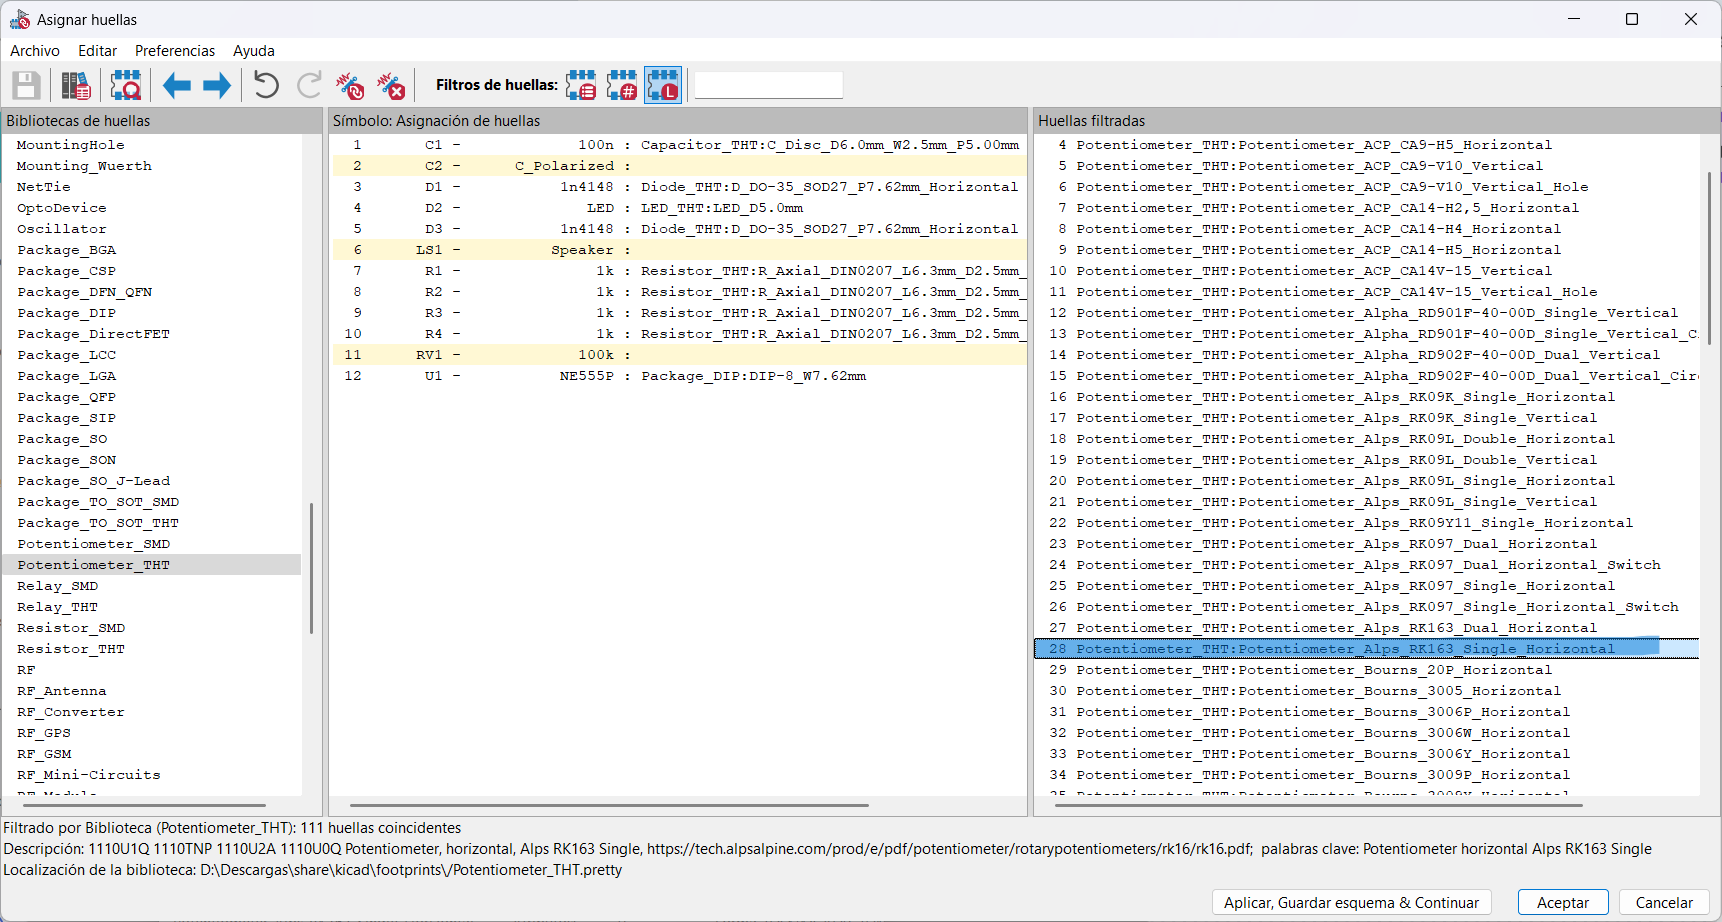 Asignar huellas
Archivo Editar Preferencias Ayuda
Filtros de huellas:
Bibliotecas de huellas
MountingHole
Mounting_Wuerth
NetTie
OptoDevice
Oscillator
Package_BGA
Package_CSP
Package_DFN_QFN
Package_DIP
Package_DirectFET
Package_LCC
Package_LGA
Package_QFP
Package_SIP
Package_SO
Package_SON
Package_SO_J-Lead
Package_TO_SOT_SMD
Package_TO_SOT_THT
Potentiometer_SMD
Potentiometer_THT
Relay_SMD
Relay_THT
Resistor_SMD
Resistor_THT
RF
RF_Antenna
RF_Converter
RF_GPS
RF_GSM
RF_Mini-Circuits
Símbolo: Asignación de huellas
1 C1 - 100n : Capacitor_THT:C_Disc_D6.0mm_W2.5mm_P5.00mm
2 C2 - C_Polarized :
3 D1 - 1n4148 : Diode_THT:D_DO-35_SOD27_P7.62mm_Horizontal
4 D2 - LED : LED_THT:LED_D5.0mm
5 D3 - 1n4148 : Diode_THT:D_DO-35_SOD27_P7.62mm_Horizontal
6 LS1 - Speaker :
7 R1 - 1k : Resistor_THT:R_Axial_DIN0207_L6.3mm_D2.5mm_
8 R2 - 1k : Resistor_THT:R_Axial_DIN0207_L6.3mm_D2.5mm_
9 R3 - 1k : Resistor_THT:R_Axial_DIN0207_L6.3mm_D2.5mm_
10 R4 - 1k : Resistor_THT:R_Axial_DIN0207_L6.3mm_D2.5mm_
11 RV1 - 100k :
12 U1 - NE555P : Package_DIP:DIP-8_W7.62mm
Huellas filtradas
4 Potentiometer_THT:Potentiometer_ACP_CA9-H5_Horizontal
5 Potentiometer_THT:Potentiometer_ACP_CA9-V10_Vertical
6 Potentiometer_THT:Potentiometer_ACP_CA9-V10_Vertical_Hole
7 Potentiometer_THT:Potentiometer_ACP_CA14-H2,5_Horizontal
8 Potentiometer_THT:Potentiometer_ACP_CA14-H4_Horizontal
9 Potentiometer_THT:Potentiometer_ACP_CA14-H5_Horizontal
10 Potentiometer_THT:Potentiometer_ACP_CA14V-15_Vertical
11 Potentiometer_THT:Potentiometer_ACP_CA14V-15_Vertical_Hole
12 Potentiometer_THT:Potentiometer_Alpha_RD901F-40-00D_Single_Vertical
13 Potentiometer_THT:Potentiometer_Alpha_RD901F-40-00D_Single_Vertical_C
14 Potentiometer_THT:Potentiometer_Alpha_RD902F-40-00D_Dual_Vertical
15 Potentiometer_THT:Potentiometer_Alpha_RD902F-40-00D_Dual_Vertical_Cir
16 Potentiometer_THT:Potentiometer_Alps_RK09K_Single_Horizontal
17 Potentiometer_THT:Potentiometer_Alps_RK09K_Single_Vertical
18 Potentiometer_THT:Potentiometer_Alps_RK09L_Double_Horizontal
19 Potentiometer_THT:Potentiometer_Alps_RK09L_Double_Vertical
20 Potentiometer_THT:Potentiometer_Alps_RK09L_Single_Horizontal
21 Potentiometer_THT:Potentiometer_Alps_RK09L_Single_Vertical
22 Potentiometer_THT:Potentiometer_Alps_RK09Y11_Single_Horizontal
23 Potentiometer_THT:Potentiometer_Alps_RK097_Dual_Horizontal
24 Potentiometer_THT:Potentiometer_Alps_RK097_Dual_Horizontal_Switch
25 Potentiometer_THT:Potentiometer_Alps_RK097_Single_Horizontal
26 Potentiometer_THT:Potentiometer_Alps_RK097_Single_Horizontal_Switch
27 Potentiometer_THT:Potentiometer_Alps_RK163_Dual_Horizontal
28 Potentiometer_THT:Potentiometer_Alps_RK163_Single_Horizontal
29 Potentiometer_THT:Potentiometer_Bourns_20P_Horizontal
30 Potentiometer_THT:Potentiometer_Bourns_3005_Horizontal
31 Potentiometer_THT:Potentiometer_Bourns_3006P_Horizontal
32 Potentiometer_THT:Potentiometer_Bourns_3006W_Horizontal
33 Potentiometer_THT:Potentiometer_Bourns_3006Y_Horizontal
34 Potentiometer_THT:Potentiometer_Bourns_3009P_Horizontal
Filtrado por Biblioteca (Potentiometer_THT): 111 huellas coincidentes
Descripción: 1110U1Q 1110TNP 1110U2A 1110U0Q Potentiometer, horizontal, Alps RK163 Single, https://tech.alpsalpine.com/prod/e/pdf/potentiometer/rotarypotentiometers/rk16/rk16.pdf; palabras clave: Potentiometer horizontal Alps RK163 Single
Localización de la biblioteca: D:\Descargas\share\kicad\footprints\/Potentiometer_THT.pretty
Aplicar, Guardar esquema & Continuar Aceptar Cancelar